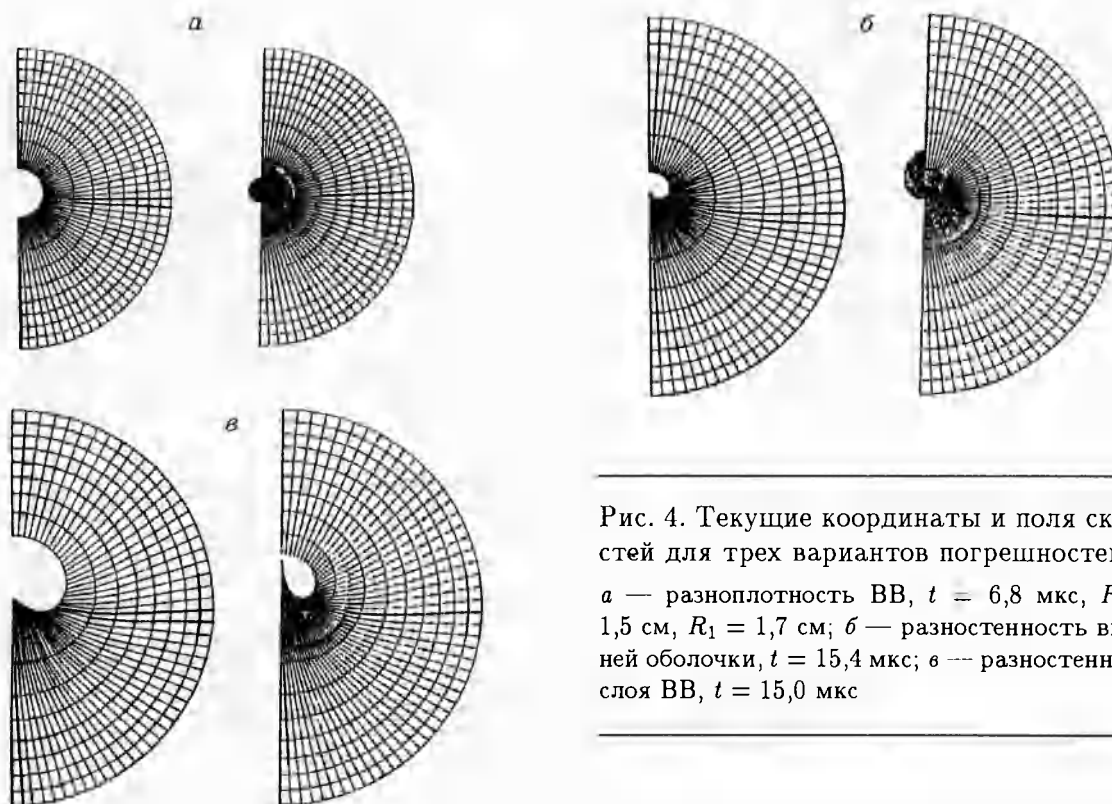 а
б
в
Рис. 4. Текущие координаты и поля ск
стей для трех вариантов погрешносте
а — разноплотность ВВ, t = 6,8 мкс,
1,5 см, R₁ = 1,7 см; б — разностенность
ней оболочки, t = 15,4 мкс; в — разностенн
слоя ВВ, t = 15,0 мкс